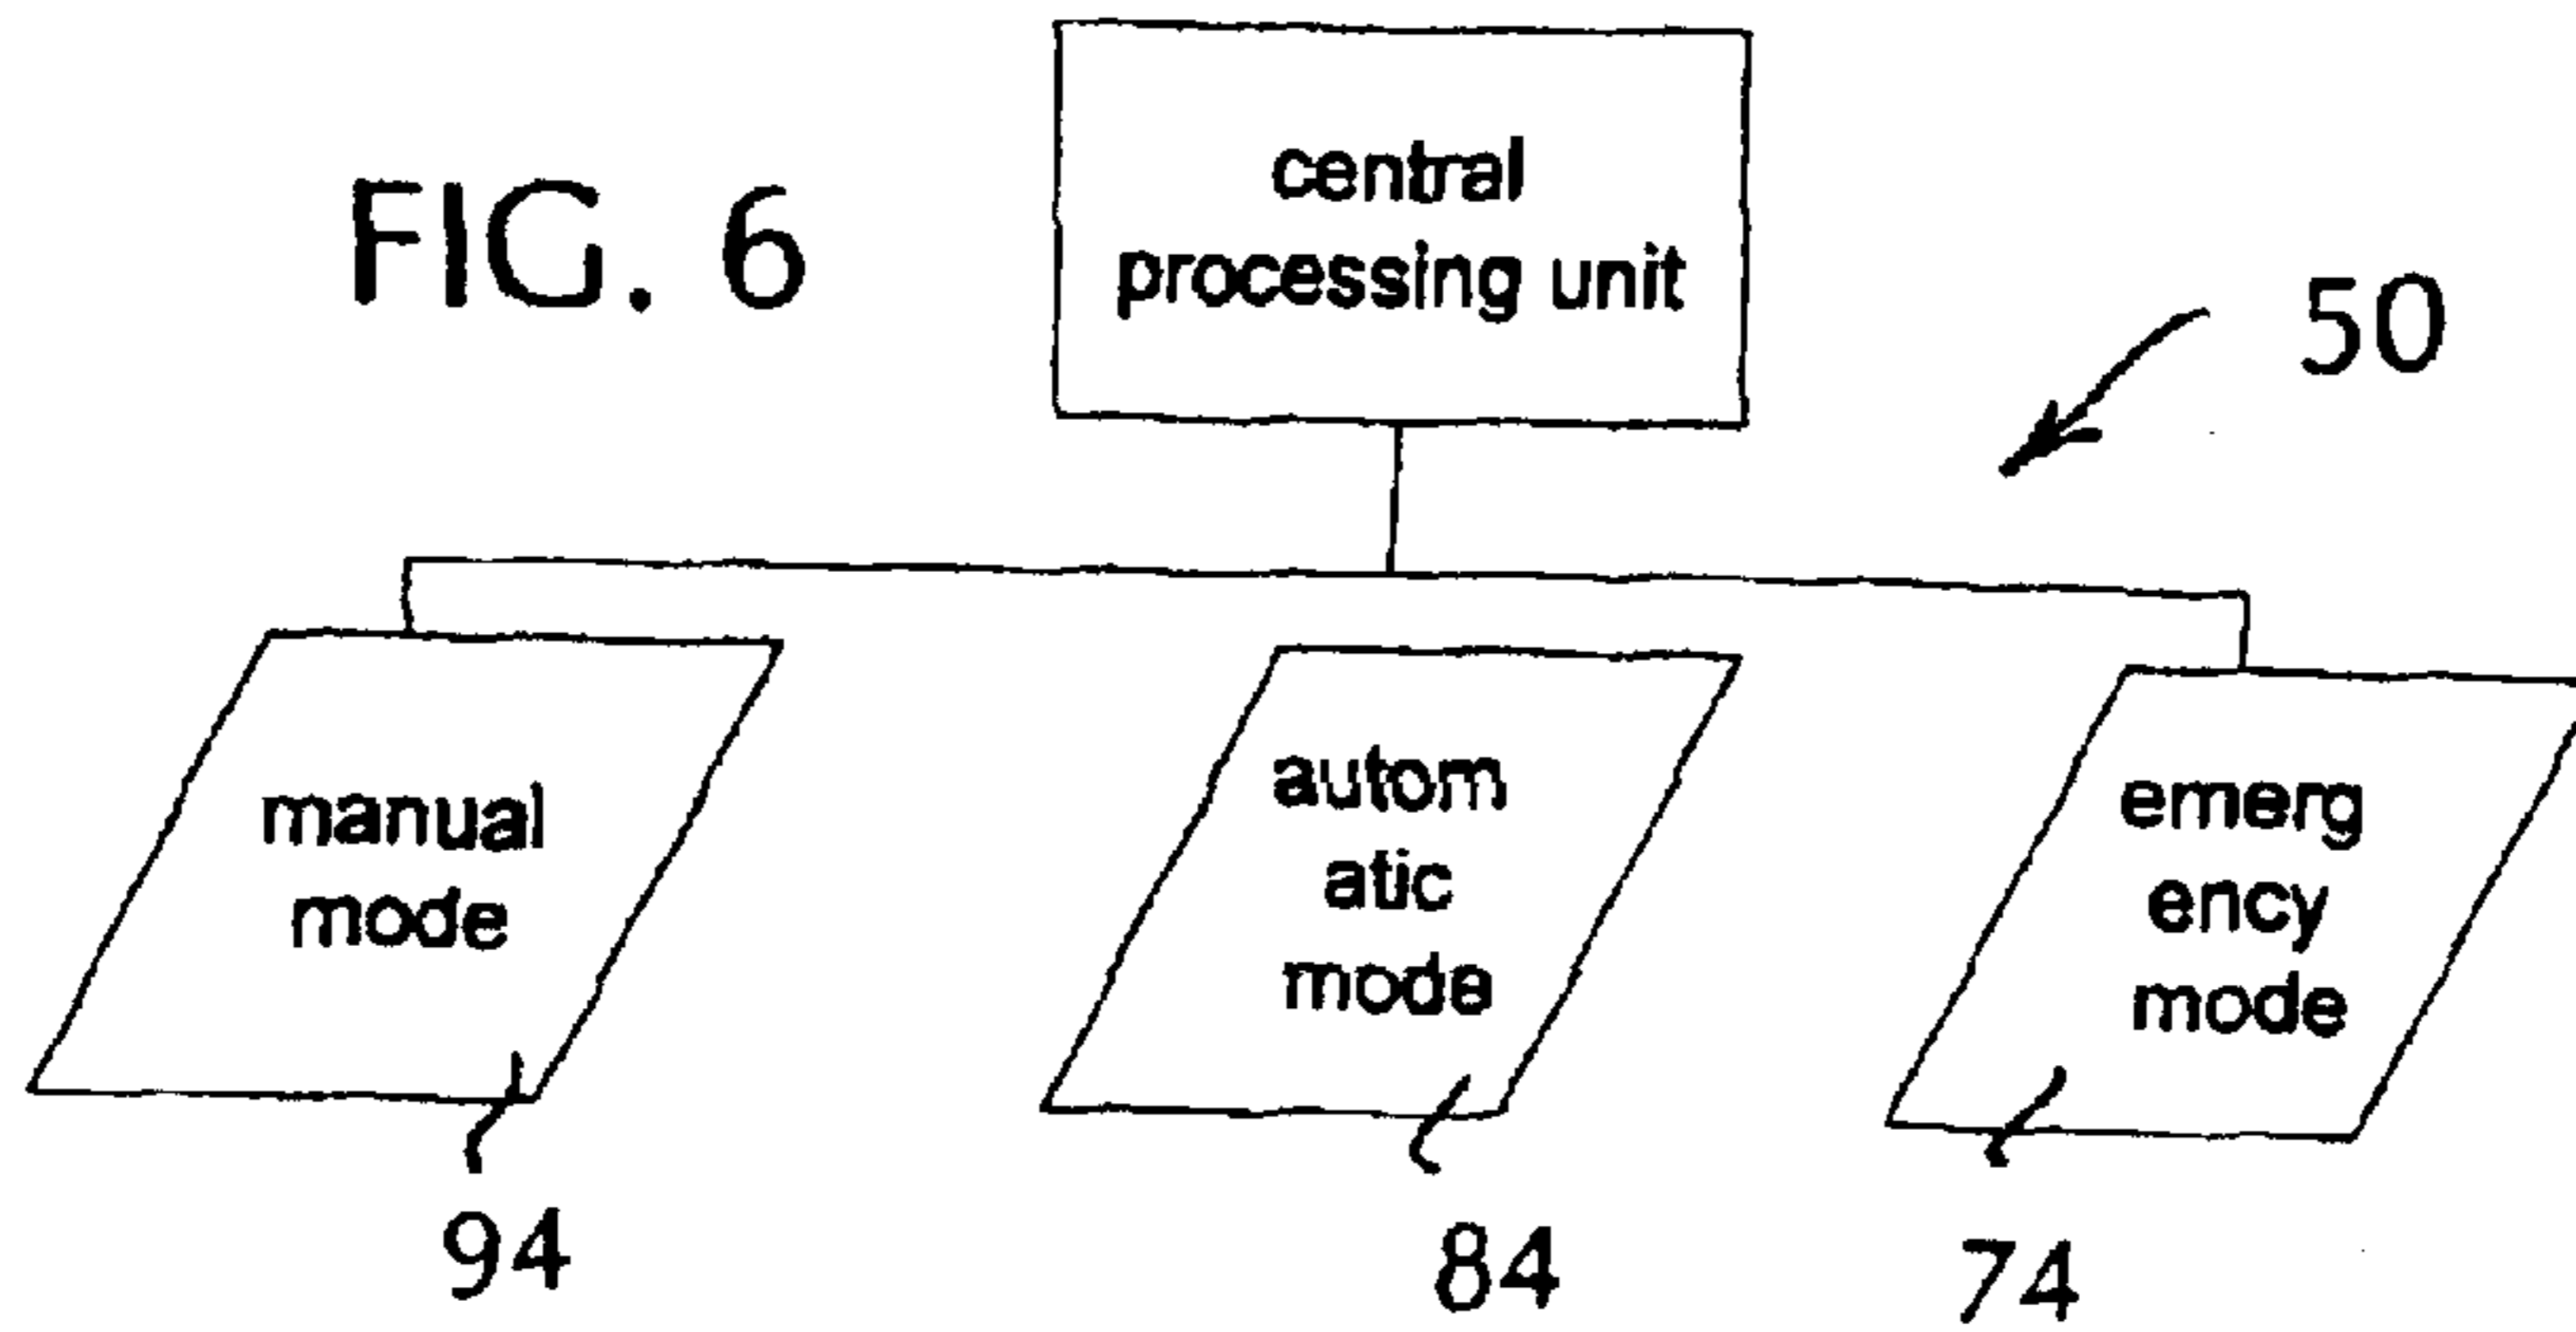 FIG. 6
central
processing unit
50
manual
mode
autom
atic
mode
emerg
ency
mode
94
84
74